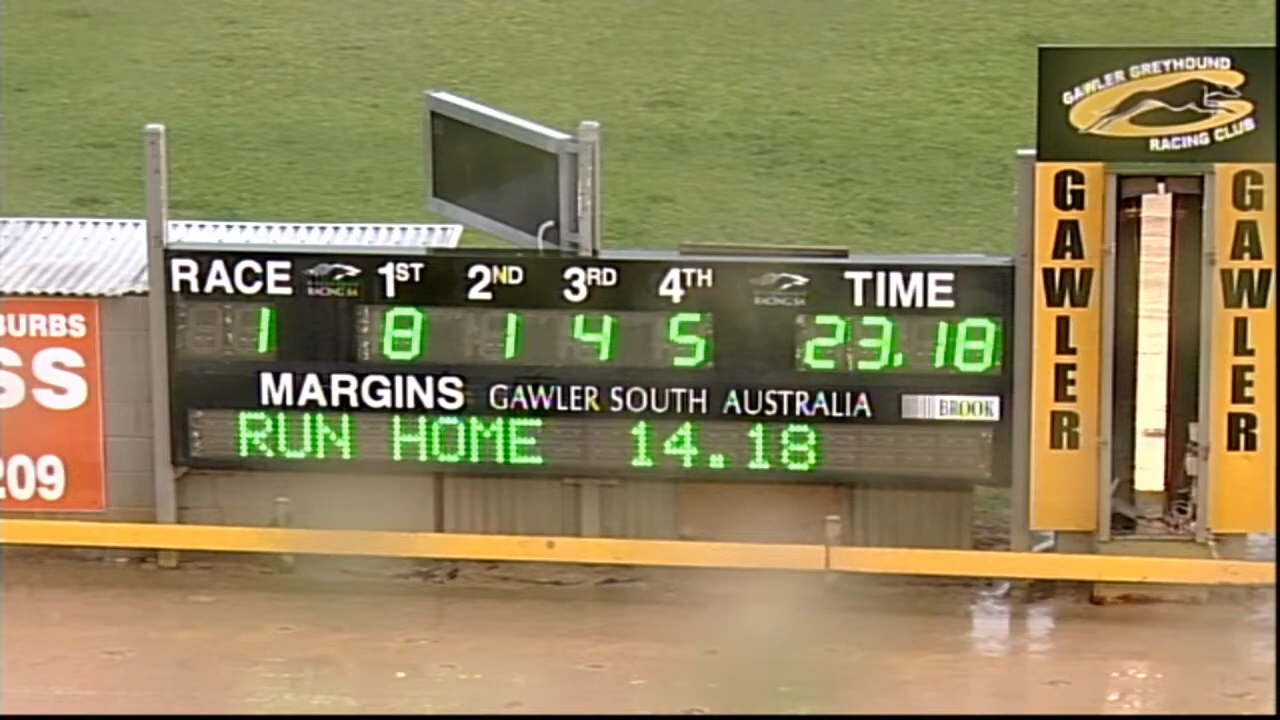 GAWLER GREYHOUND
RACING CLUB
GAWLER
GAWLER
RACE 1ST 2ND 3RD 4TH TIME
1 8 1 4 5 23.18
MARGINS GAWLER SOUTH AUSTRALIA BROOK
RUN HOME 14.18
BURBS
SS
209